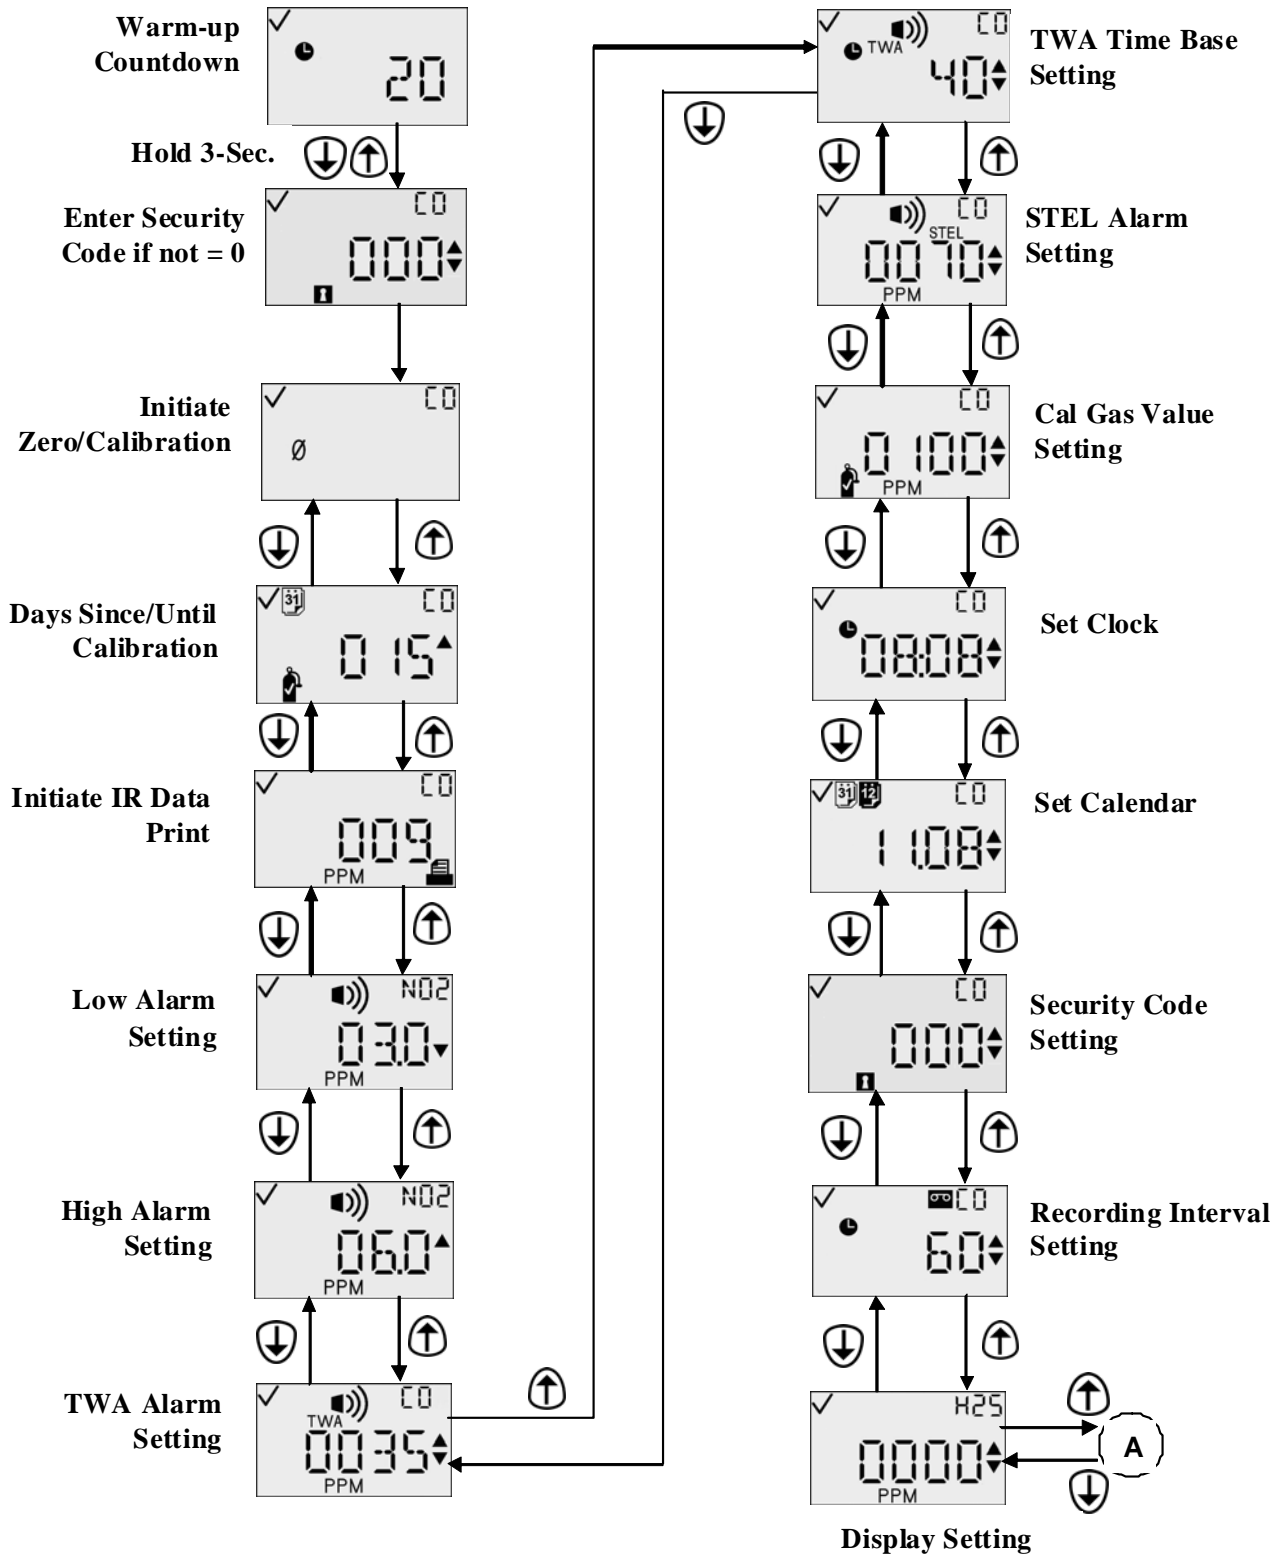 Warm-up
Countdown
20
Hold 3-Sec.
Enter Security
Code if not = 0
CO
000
Initiate
Zero/Calibration
CO
Ø
Days Since/Until
Calibration
31
CO
015
Initiate IR Data
Print
CO
009
PPM
Low Alarm
Setting
NO2
03.0
PPM
High Alarm
Setting
NO2
06.0
PPM
TWA Alarm
Setting
CO
TWA
0035
PPM
TWA Time Base
Setting
CO
TWA
40
STEL Alarm
Setting
CO
STEL
0070
PPM
Cal Gas Value
Setting
CO
0100
PPM
Set Clock
CO
08:08
Set Calendar
31
12
CO
11.08
Security Code
Setting
CO
000
Recording Interval
Setting
CO
60
H2S
0000
PPM
A
Display Setting